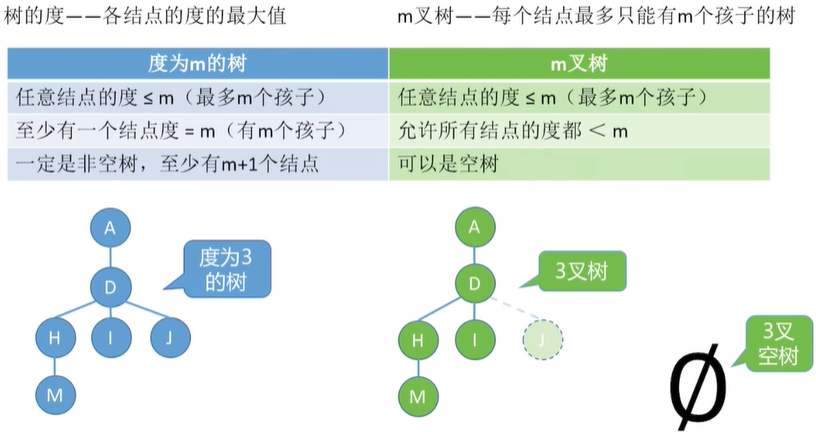 树的度——各结点的度的最大值
m叉树——每个结点最多只能有m个孩子的树
度为m的树
m叉树
任意结点的度 ≤ m（最多m个孩子）
任意结点的度 ≤ m（最多m个孩子）
至少有一个结点度 = m（有m个孩子）
允许所有结点的度都 ＜ m
一定是非空树，至少有m+1个结点
可以是空树
A
D
H
I
J
M
度为3
的树
A
D
H
I
J
M
3叉树
Ø
3叉
空树